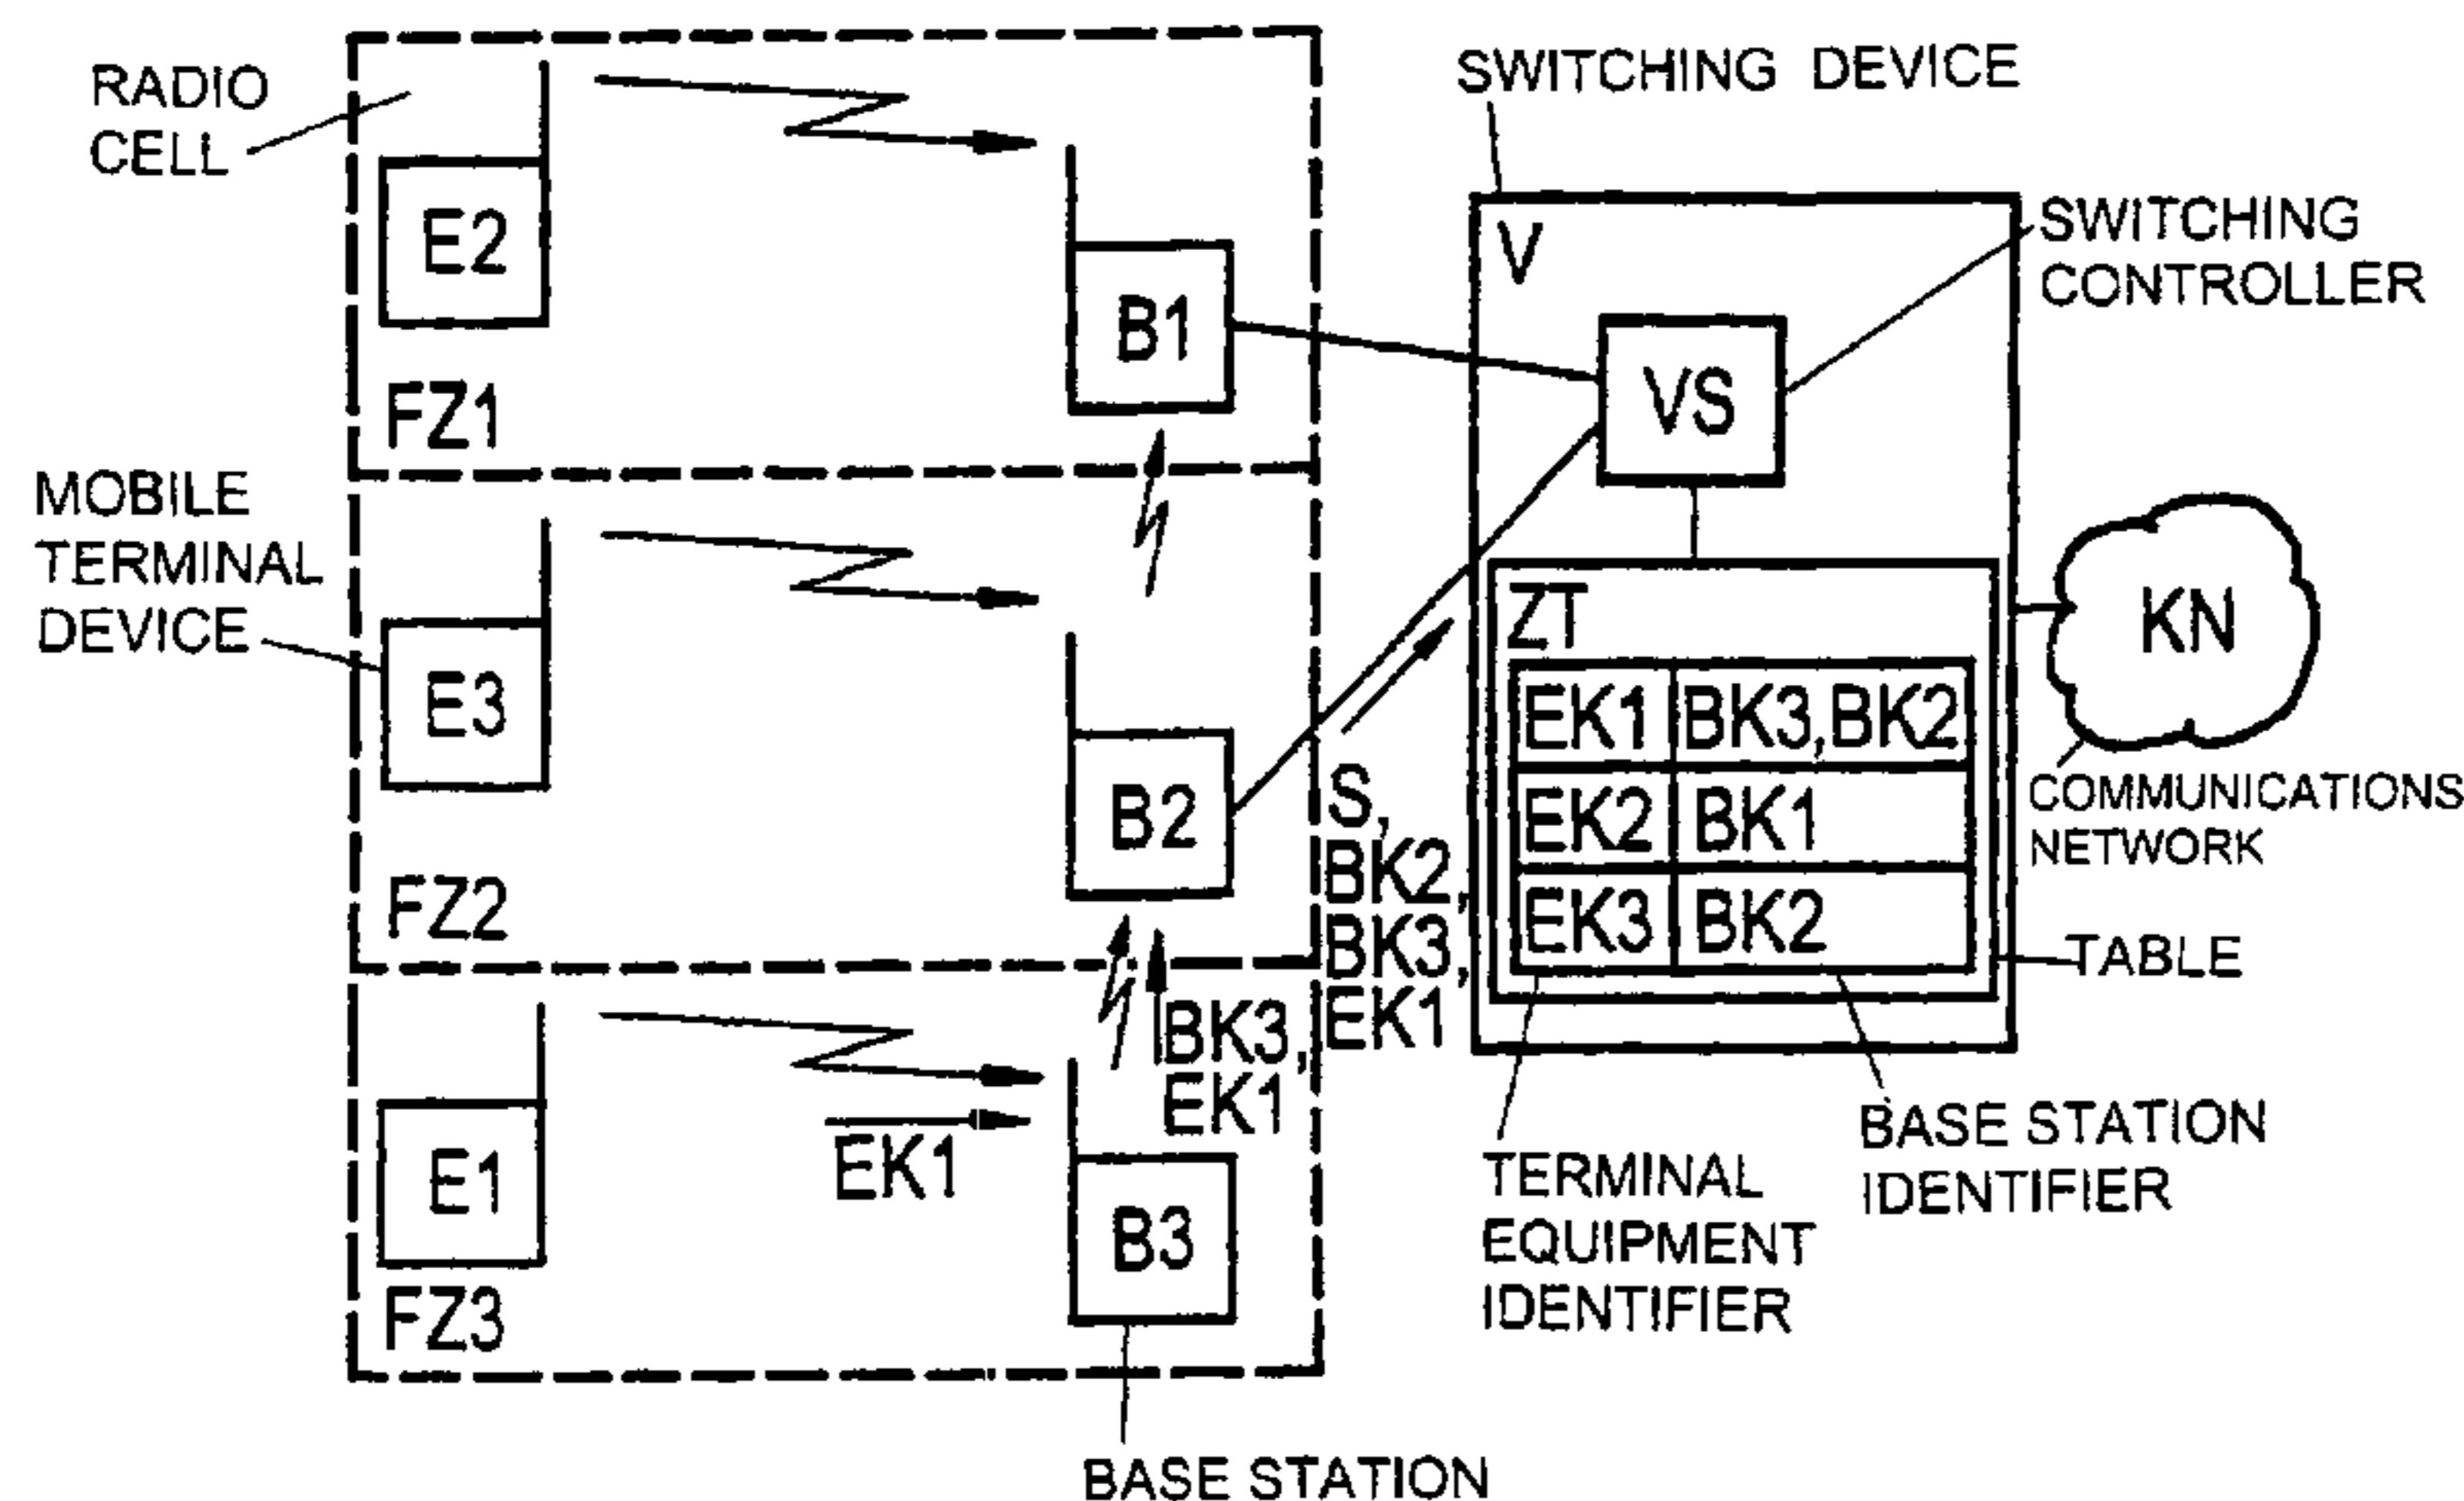 RADIO
CELL
SWITCHING DEVICE
E2
B1
FZ1
V
SWITCHING
CONTROLLER
VS
MOBILE
TERMINAL
DEVICE
E3
B2
FZ2
S,
BK2,
BK3,
EK1
ZT
EK1 BK3,BK2
EK2 BK1
EK3 BK2
KN
COMMUNICATIONS
NETWORK
TABLE
BK3,
EK1
E1
EK1
B3
FZ3
TERMINAL
EQUIPMENT
IDENTIFIER
BASE STATION
IDENTIFIER
BASE STATION